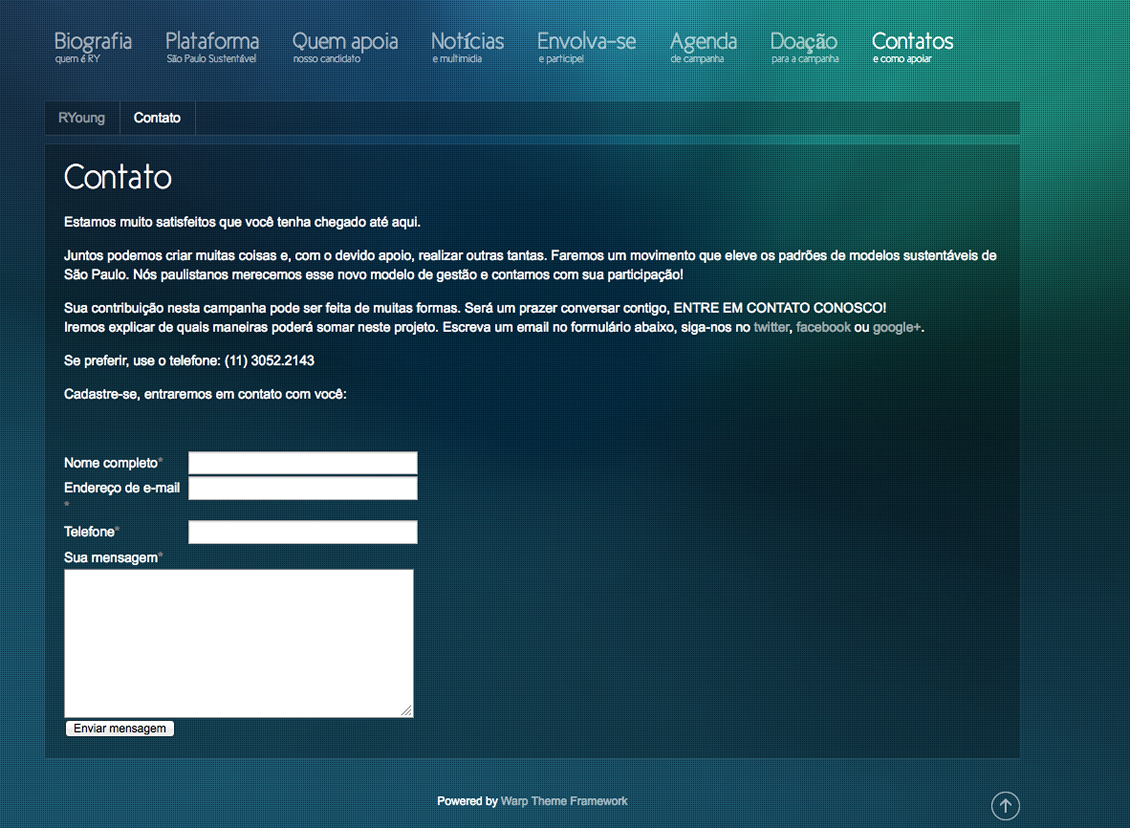 Biografia Plataforma Quem apoia Notícias Envolva-se Agenda Doação Contatos
quem é RY São Paulo Sustentável nosso candidato e multimidia e participe! de campanha para a campanha e como apoiar
RYoung Contato
Contato
Estamos muito satisfeitos que você tenha chegado até aqui.
Juntos podemos criar muitas coisas e, com o devido apoio, realizar outras tantas. Faremos um movimento que eleve os padrões de modelos sustentáveis de
São Paulo. Nós paulistanos merecemos esse novo modelo de gestão e contamos com sua participação!
Sua contribuição nesta campanha pode ser feita de muitas formas. Será um prazer conversar contigo, ENTRE EM CONTATO CONOSCO!
Iremos explicar de quais maneiras poderá somar neste projeto. Escreva um email no formulário abaixo, siga-nos no twitter, facebook ou google+.
Se preferir, use o telefone: (11) 3052.2143
Cadastre-se, entraremos em contato com você:
Nome completo*
Endereço de e-mail
*
Telefone*
Sua mensagem*
Enviar mensagem
Powered by Warp Theme Framework